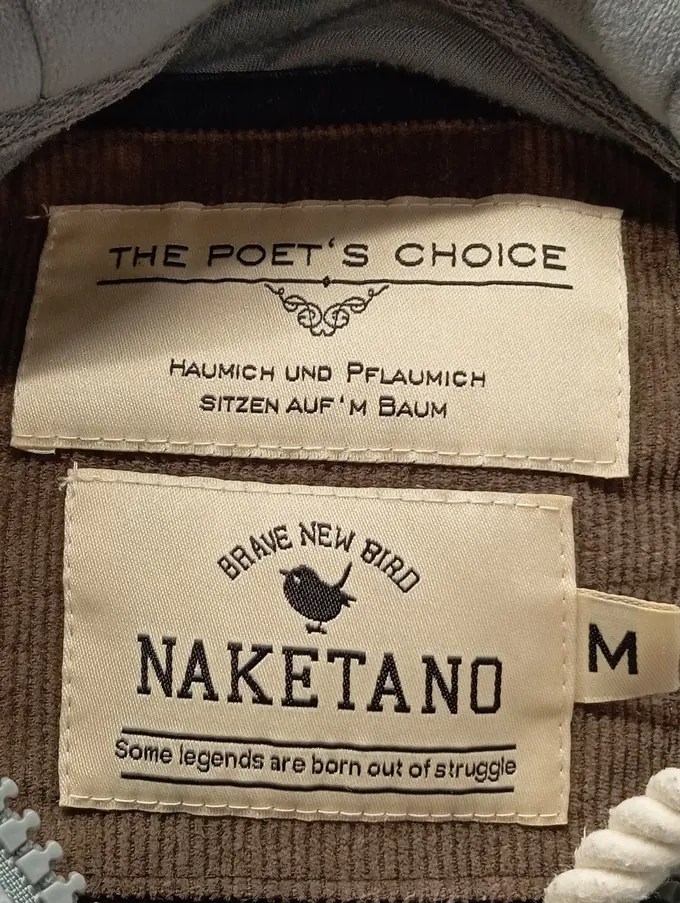 THE POET'S CHOICE
HAUMICH UND PFLAUMICH
SITZEN AUF'M BAUM
BRAVE NEW BIRD
NAKETANO
M
Some legends are born out of struggle